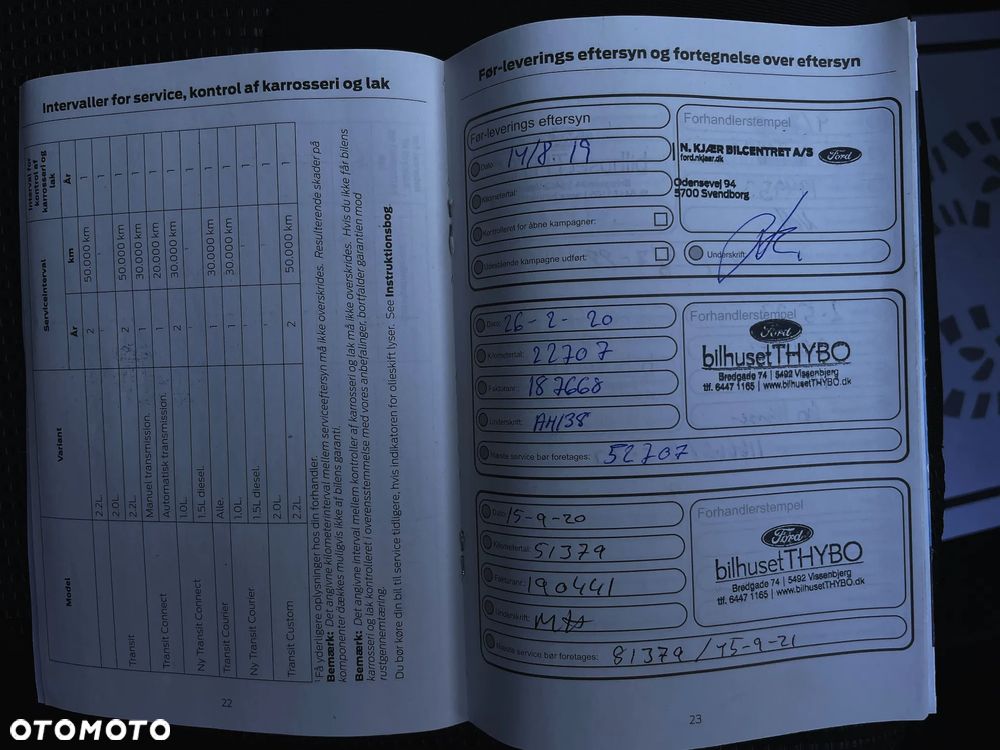 Intervaller for service, kontrol af karrosseri og lak
Model
Variant
Serviceinterval
Interval for kontrol af karrosseri og lak
År
km
År
2.2L.
2
50.000 km
1
2.0L.
-
-
1
Transit
2.2L.
2
50.000 km
1
Manuel transmission.
1
30.000 km
1
Transit Connect
Automatisk transmission.
1
20.000 km
1
1.0L.
2
30.000 km
1
Ny Transit Connect
1.5L diesel.
-
-
1
Transit Courier
Alle.
1
30.000 km
1
1.0L.
1
30.000 km
1
Ny Transit Courier
1.5L diesel.
-
-
1
2.0L.
-
-
1
Transit Custom
2.2L.
2
50.000 km
1
¹Få yderligere oplysninger hos din forhandler.
Bemærk: Det angivne kilometerinterval mellem serviceeftersyn må ikke overskrides. Resulterende skader på
komponenter dækkes muligvis ikke af bilens garanti.
Bemærk: Det angivne interval mellem kontroller af karrosseri og lak må ikke overskrides. Hvis du ikke får bilens
karrosseri og lak kontrolleret i overensstemmelse med vores anbefalinger, bortfalder garantien mod
rustgennemtæring.
Du bør køre din bil til service tidligere, hvis indikatoren for olieskift lyser. See Instruktionsbog.
22
Før-leverings eftersyn og fortegnelse over eftersyn
Før-leverings eftersyn
Dato: 14/8-19
Kilometertal:
Kontrolleret for åbne kampagner:
Udestående kampagne udført:
Forhandlerstempel
N. KJÆR BILCENTRET A/S
ford.nkjaer.dk
Ford
Odensevej 94
5700 Svendborg
Underskrift:
Dato: 26-2-20
Kilometertal: 22707
Fakturanr.: 187668
Underskrift: AH138
Næste service bør foretages: 52707
Forhandlerstempel
Ford
bilhusetTHYBO
Bredgade 74 | 5492 Vissenbjerg
tlf. 6447 1165 | www.bilhusetTHYBO.dk
Dato: 15-9-20
Kilometertal: 51379
Fakturanr.: 190441
Underskrift:
Næste service bør foretages: 81379 / 15-9-21
Forhandlerstempel
Ford
bilhusetTHYBO
Bredgade 74 | 5492 Vissenbjerg
tlf. 6447 1165 | www.bilhusetTHYBO.dk
23
OTOMOTO